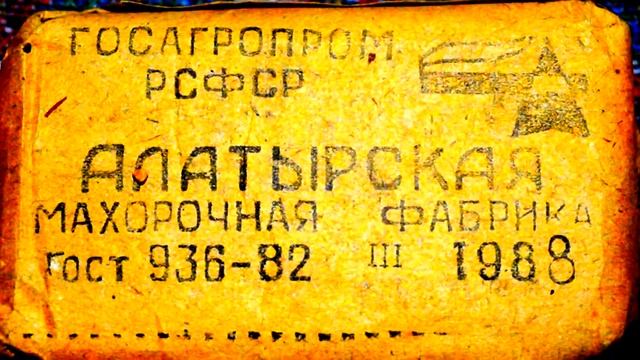 ГОСАГРОПРОМ
РСФСР
АЛАТЫРСКАЯ
МАХОРОЧНАЯ ФАБРИКА
Гост 936-82 III 1988